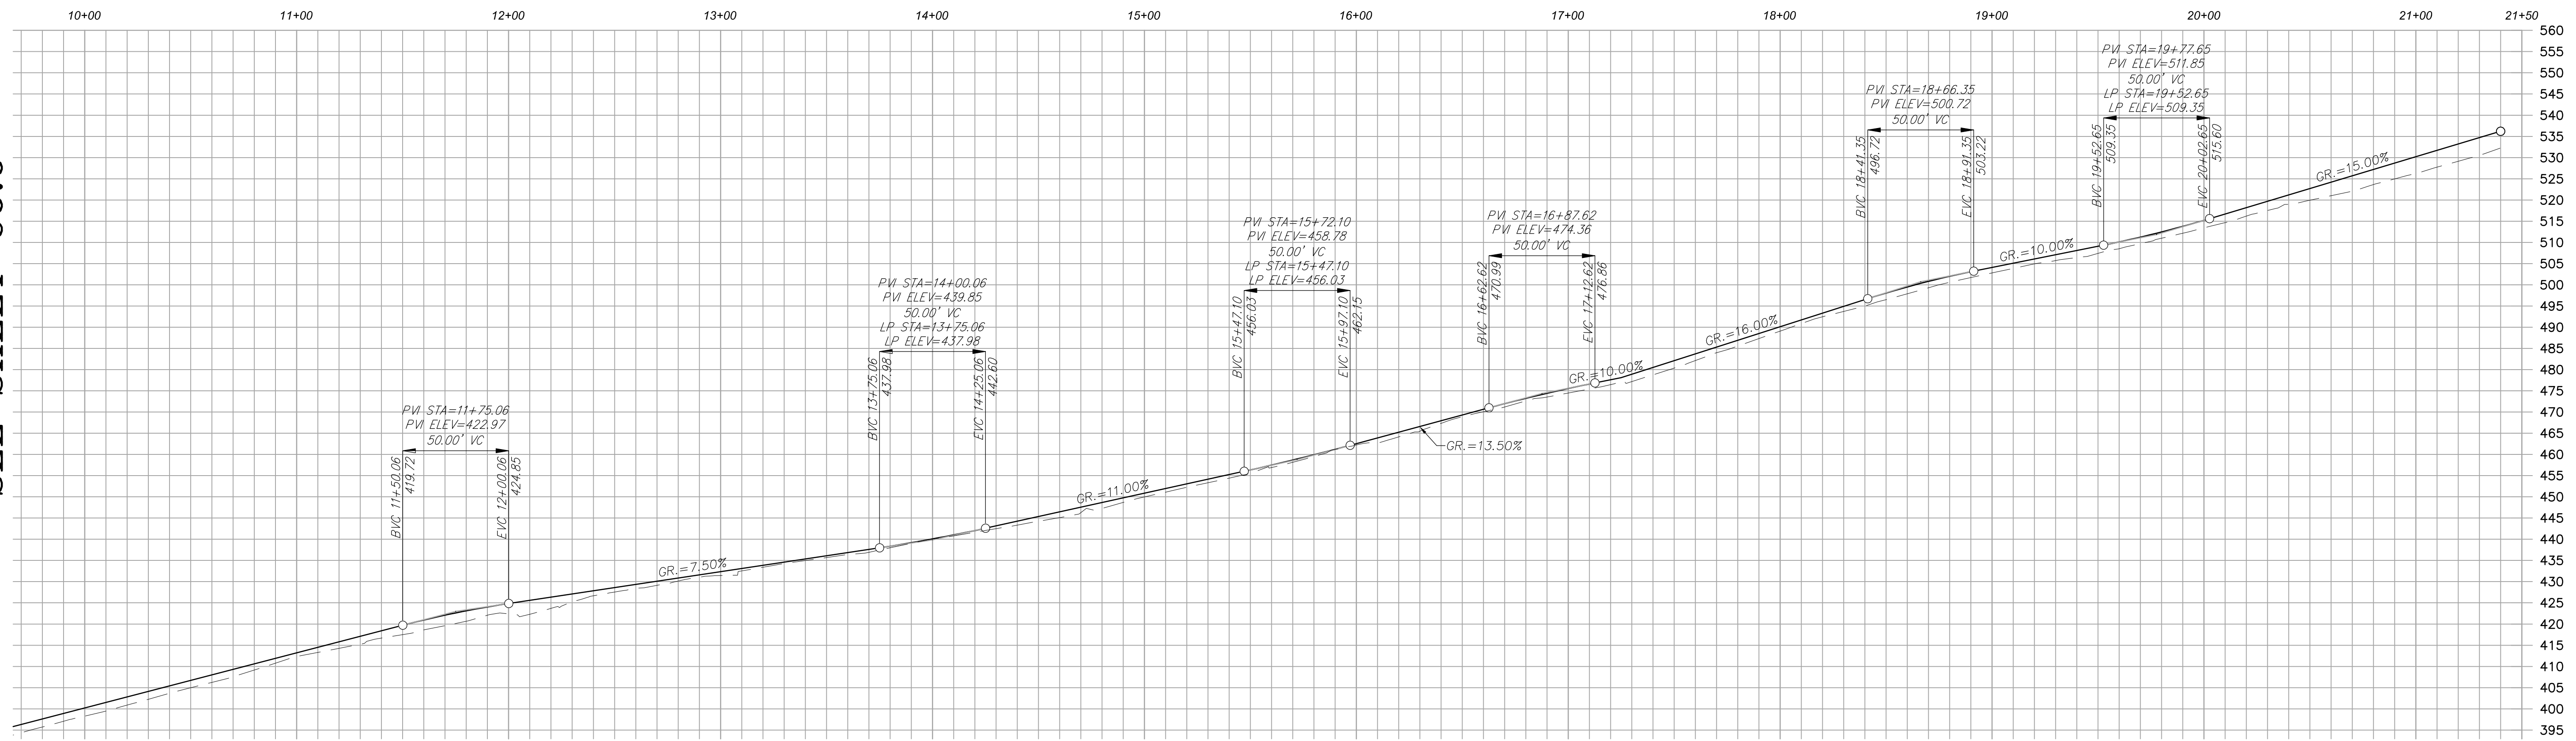 10+00 11+00 12+00 13+00 14+00 15+00 16+00 17+00 18+00 19+00 20+00 21+00 21+50
PVI STA=11+75.06
PVI ELEV=422.97
50.00' VC
BVC 11+50.06
419.72
EVC 12+00.06
424.85
GR.=7.50%
PVI STA=14+00.06
PVI ELEV=439.85
50.00' VC
LP STA=13+75.06
LP ELEV=437.98
BVC 13+75.06
437.98
EVC 14+25.06
442.60
GR.=11.00%
PVI STA=15+72.10
PVI ELEV=458.78
50.00' VC
LP STA=15+47.10
LP ELEV=456.03
BVC 15+47.10
456.03
EVC 15+97.10
462.15
GR.=13.50%
PVI STA=16+87.62
PVI ELEV=474.36
50.00' VC
BVC 16+62.62
470.99
EVC 17+12.62
476.86
GR.=10.00%
GR.=16.00%
PVI STA=18+66.35
PVI ELEV=500.72
50.00' VC
BVC 18+41.35
496.72
EVC 18+91.35
503.22
GR.=10.00%
PVI STA=19+77.65
PVI ELEV=511.85
50.00' VC
LP STA=19+52.65
LP ELEV=509.35
BVC 19+52.65
509.35
EVC 20+02.65
515.60
GR.=15.00%
560
555
550
545
540
535
530
525
520
515
510
505
500
495
490
485
480
475
470
465
460
455
450
445
440
435
430
425
420
415
410
405
400
395